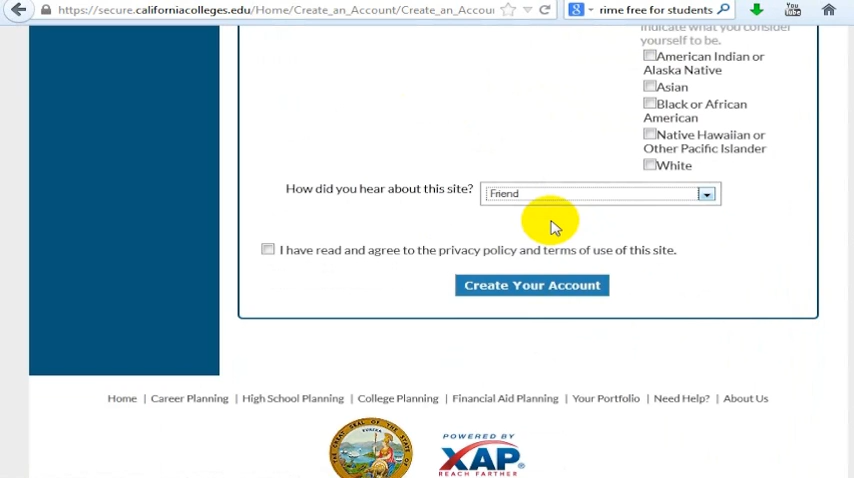 https://secure.californiacolleges.edu/Home/Create_an_Account/Create_an_Accou
rime free for students
You
Tube
indicate what you consider
yourself to be.
American Indian or
Alaska Native
Asian
Black or African
American
Native Hawaiian or
Other Pacific Islander
White
How did you hear about this site?
Friend
I have read and agree to the privacy policy and terms of use of this site.
Create Your Account
Home | Career Planning | High School Planning | College Planning | Financial Aid Planning | Your Portfolio | Need Help? | About Us
EUREKA
POWERED BY
XAP
REACH FARTHER